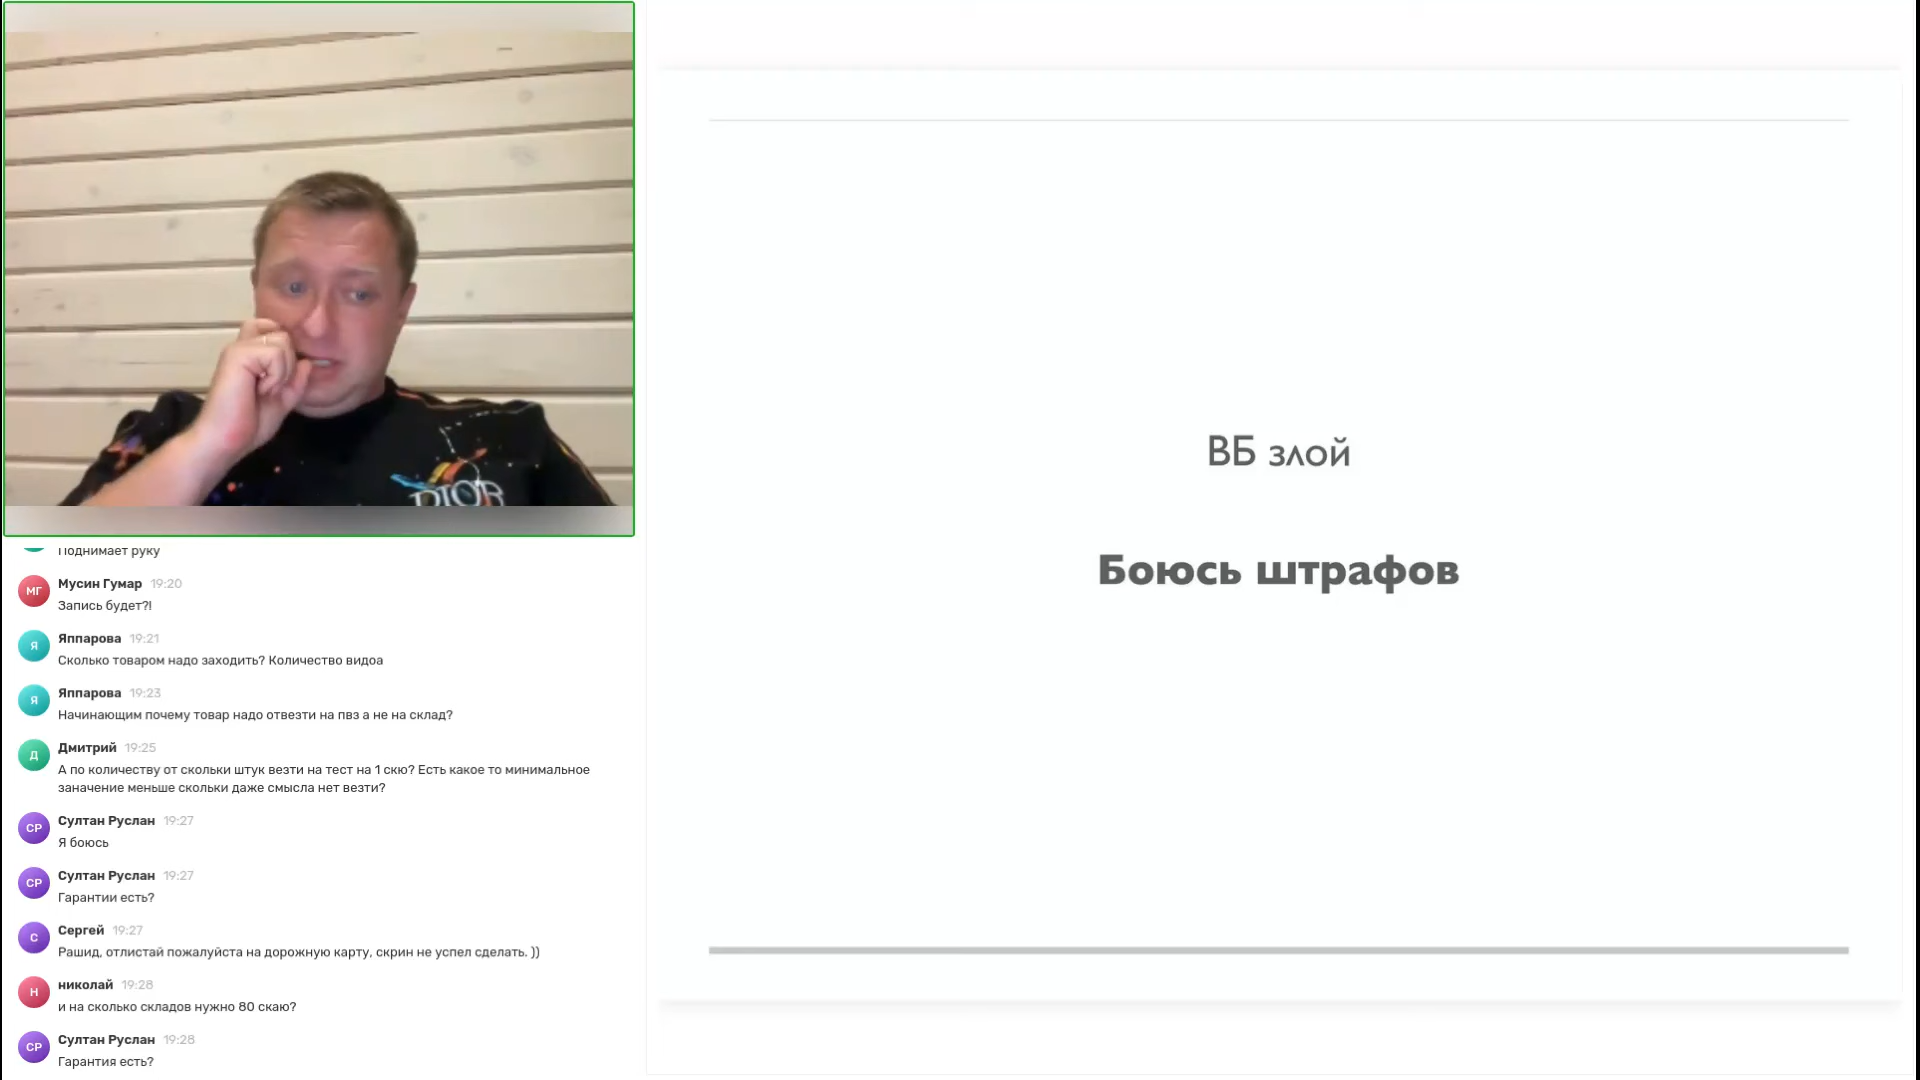 DIOR
Поднимает руку
МГ
Мусин Гумар 19:20
Запись будет?!
Я
Яппарова 19:21
Сколько товаром надо заходить? Количество видоа
Я
Яппарова 19:23
Начинающим почему товар надо отвезти на пвз а не на склад?
Д
Дмитрий 19:25
А по количеству от скольки штук везти на тест на 1 скю? Есть какое то минимальное
заначение меньше скольки даже смысла нет везти?
СР
Султан Руслан 19:27
Я боюсь
СР
Султан Руслан 19:27
Гарантии есть?
С
Сергей 19:27
Рашид, отлистай пожалуйста на дорожную карту, скрин не успел сделать. ))
Н
николай 19:28
и на сколько складов нужно 80 скаю?
СР
Султан Руслан 19:28
Гарантия есть?
ВБ злой
Боюсь штрафов